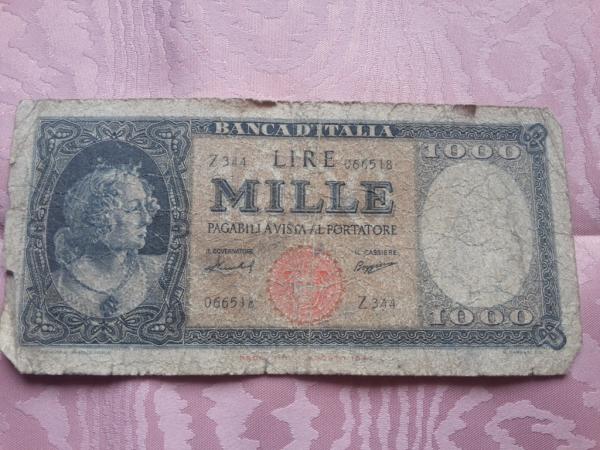 BANCA D'ITALIA
Z 344 LIRE 066518
1000
MILLE
PAGABILI A VISTA AL PORTATORE
IL GOVERNATORE IL CASSIERE
066518 Z 344
1000